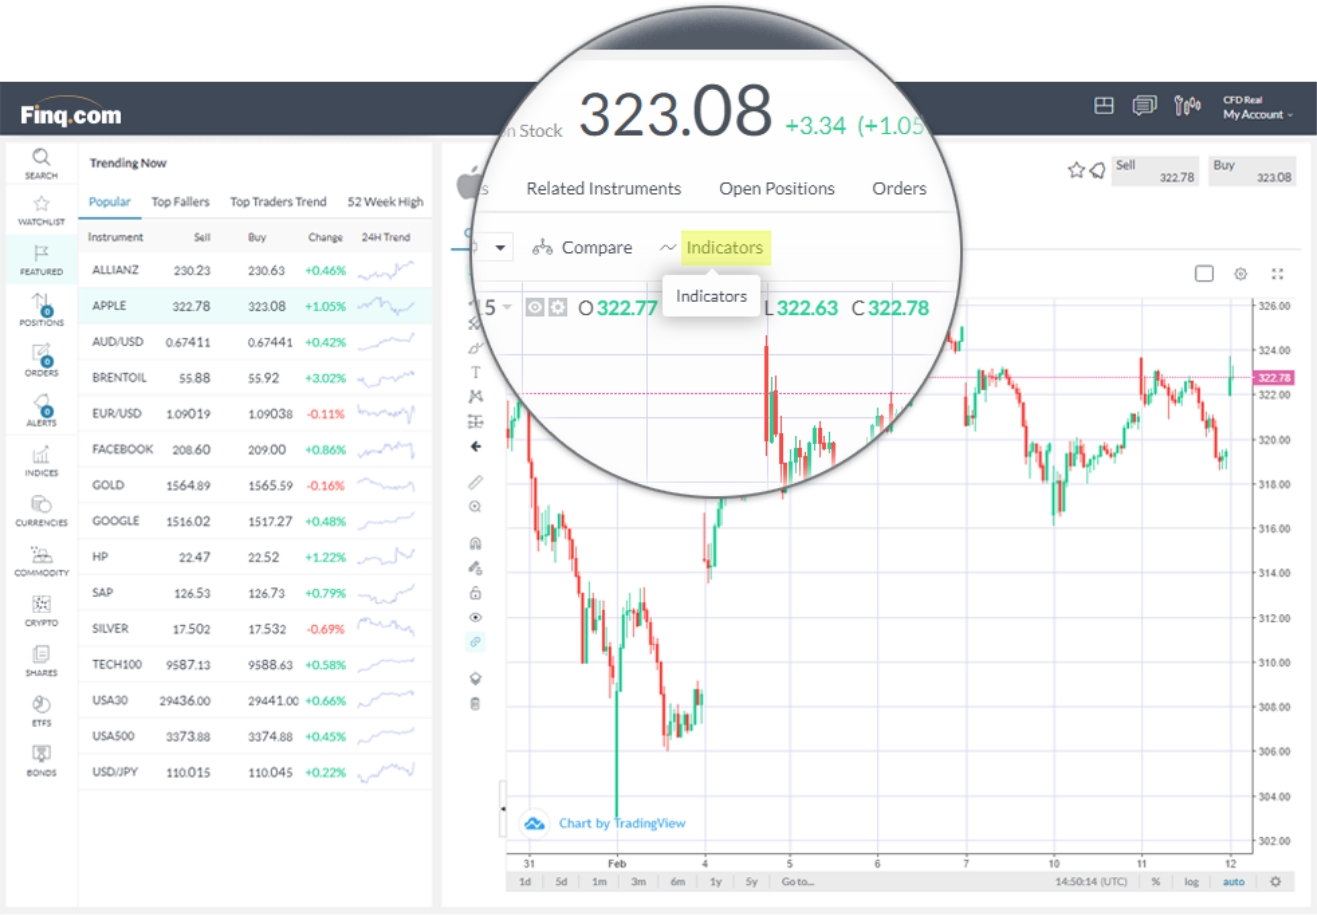 323.08
n Stock
+3.34 (+1.05
Finq.com
CFD Real
My Account
SEARCH
WATCHLIST
FEATURED
0
POSITIONS
0
ORDERS
0
ALERTS
INDICES
CURRENCIES
COMMODITY
CRYPTO
SHARES
ETFS
BONDS
Trending Now
Popular Top Fallers Top Traders Trend 52 Week High
Instrument Sell Buy Change 24H Trend
ALLIANZ 230.23 230.63 +0.46%
APPLE 322.78 323.08 +1.05%
AUD/USD 0.67411 0.67441 +0.42%
BRENTOIL 55.88 55.92 +3.02%
EUR/USD 1.09019 1.09038 -0.11%
FACEBOOK 208.60 209.00 +0.86%
GOLD 1564.89 1565.59 -0.16%
GOOGLE 1516.02 1517.27 +0.48%
HP 22.47 22.52 +1.22%
SAP 126.53 126.73 +0.79%
SILVER 17.502 17.532 -0.69%
TECH100 9587.13 9588.63 +0.58%
USA30 29436.00 29441.00 +0.66%
USA500 3373.88 3374.88 +0.45%
USD/JPY 110.015 110.045 +0.22%
Sell 322.78
Buy 323.08
s Related Instruments Open Positions Orders
Compare Indicators
Indicators
5 O 322.77 L 322.63 C 322.78
T
326.00
324.00
322.78
322.00
320.00
318.00
316.00
314.00
312.00
310.00
308.00
306.00
304.00
302.00
Chart by TradingView
31 Feb 4 5 6 7 10 11 12
1d 5d 1m 3m 6m 1y 5y Go to... 14:50:14 (UTC) % log auto